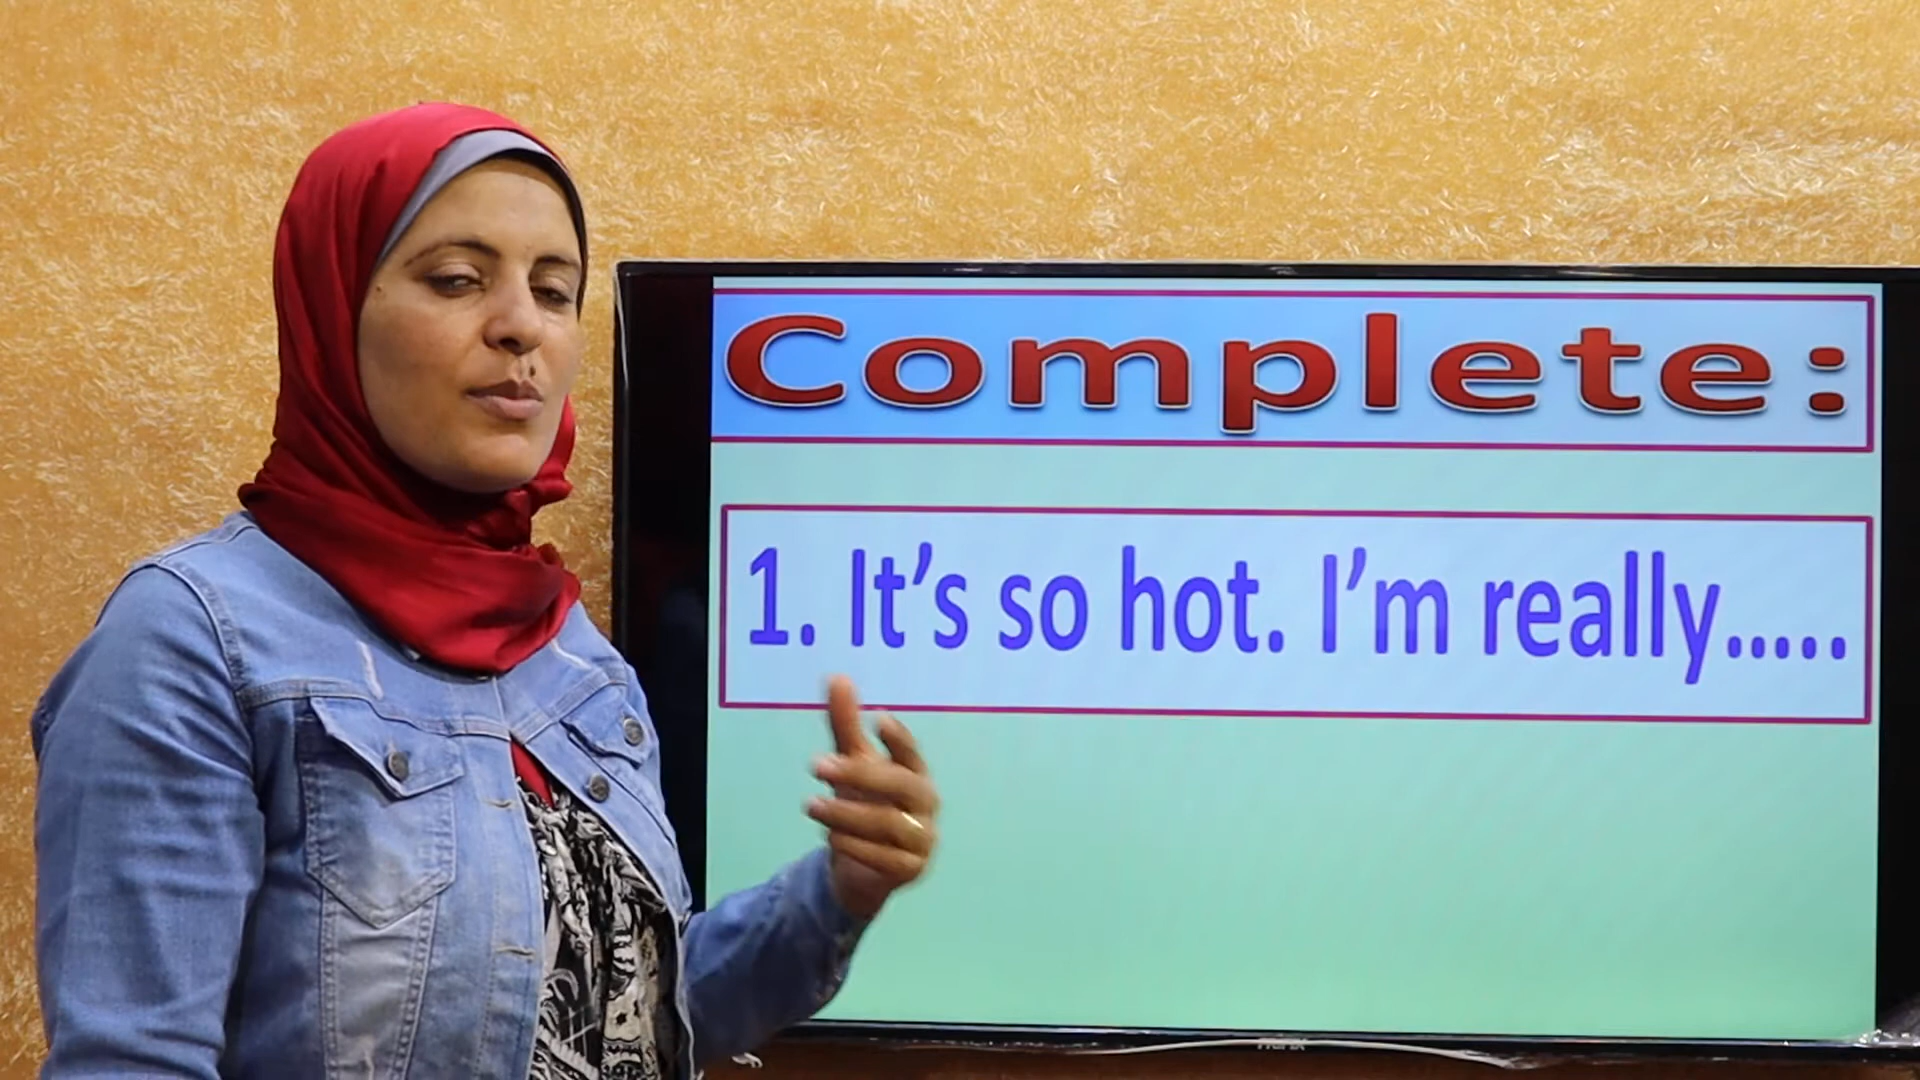 Complete:
1. It's so hot. I'm really.....